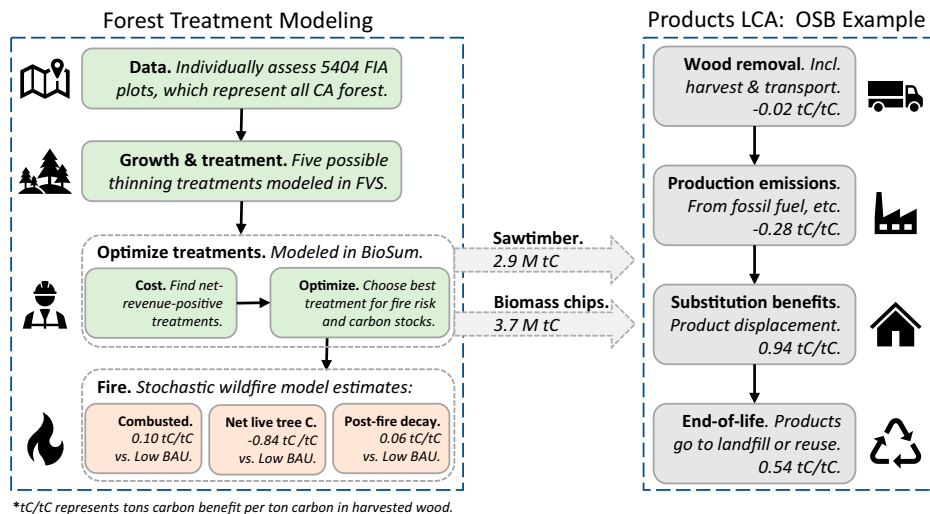 Forest Treatment Modeling
Data. Individually assess 5404 FIA
plots, which represent all CA forest.
Growth & treatment. Five possible
thinning treatments modeled in FVS.
Optimize treatments. Modeled in BioSum.
Cost. Find net-
revenue-positive
treatments.
Optimize. Choose best
treatment for fire risk
and carbon stocks.
Fire. Stochastic wildfire model estimates:
Combusted.
0.10 tC/tC
vs. Low BAU.
Net live tree C.
-0.84 tC /tC
vs. Low BAU.
Post-fire decay.
0.06 tC/tC
vs. Low BAU.
Sawtimber.
2.9 M tC
Biomass chips.
3.7 M tC
Products LCA: OSB Example
Wood removal. Incl.
harvest & transport.
-0.02 tC/tC.
Production emissions.
From fossil fuel, etc.
-0.28 tC/tC.
Substitution benefits.
Product displacement.
0.94 tC/tC.
End-of-life. Products
go to landfill or reuse.
0.54 tC/tC.
*tC/tC represents tons carbon benefit per ton carbon in harvested wood.